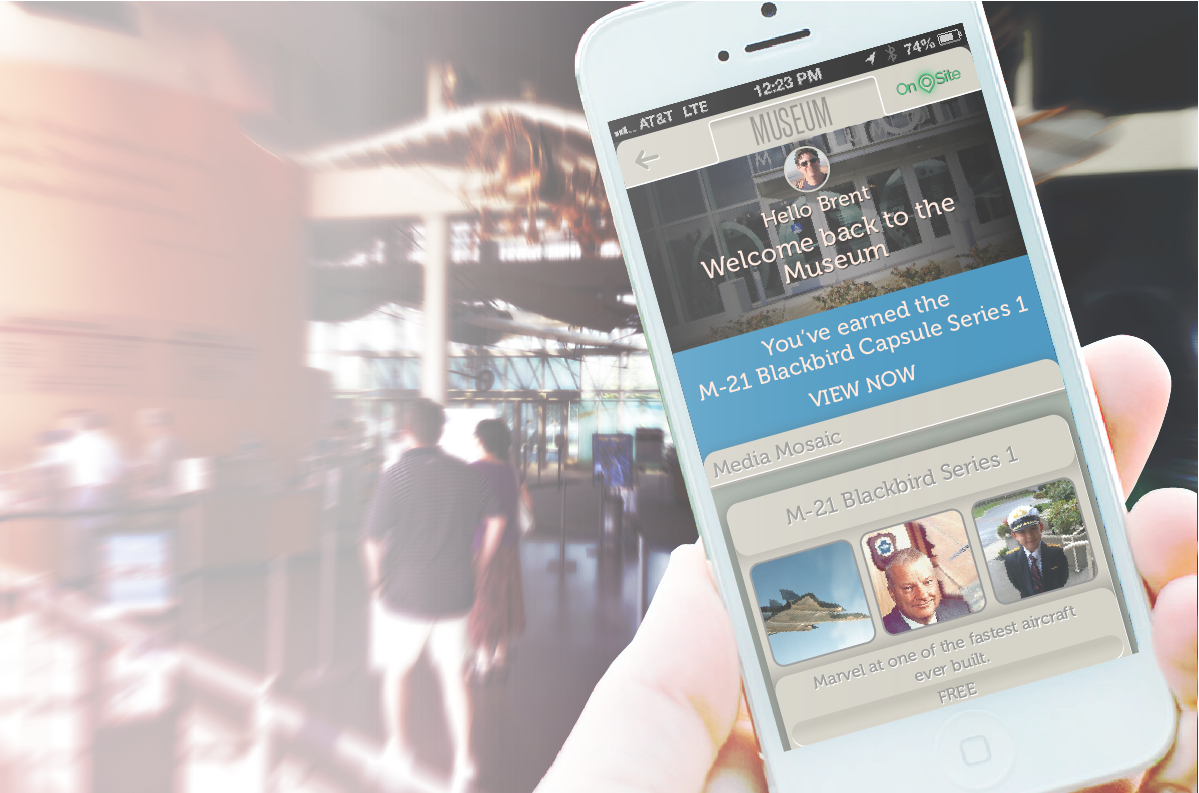 AT&T LTE 12:23 PM 74%
MUSEUM
On Site
Hello Brent
Welcome back to the
Museum
You've earned the
M-21 Blackbird Capsule Series 1
VIEW NOW
Media Mosaic
M-21 Blackbird Series 1
Marvel at one of the fastest aircraft
ever built.
FREE